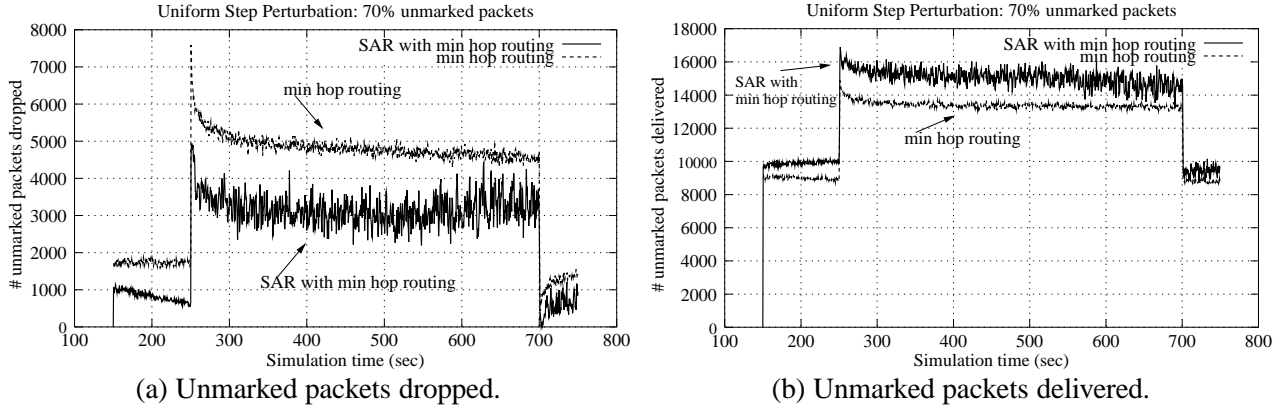 Uniform Step Perturbation: 70% unmarked packets
SAR with min hop routing
min hop routing
8000
7000
6000
5000
4000
3000
2000
1000
0
# unmarked packets dropped
min hop routing
SAR with min hop routing
100 200 300 400 500 600 700 800
Simulation time (sec)
(a) Unmarked packets dropped.
Uniform Step Perturbation: 70% unmarked packets
SAR with min hop routing
min hop routing
18000
16000
14000
12000
10000
8000
6000
4000
2000
0
# unmarked packets delivered
SAR with
min hop routing
min hop routing
100 200 300 400 500 600 700 800
Simulation time (sec)
(b) Unmarked packets delivered.